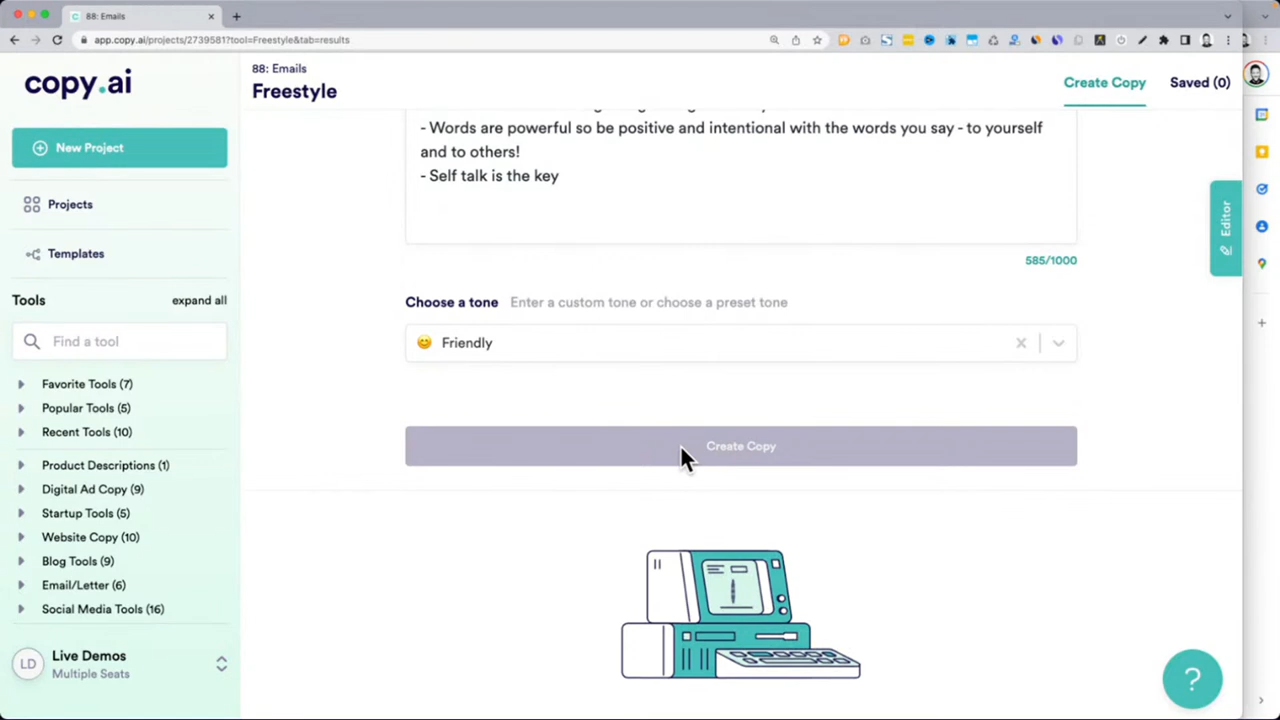 88: Emails
app.copy.ai/projects/2739581?tool=Freestyle&tab=results
copy.ai
88: Emails
Freestyle
Create Copy
Saved (0)
New Project
Projects
Templates
Tools
expand all
Find a tool
Favorite Tools (7)
Popular Tools (5)
Recent Tools (10)
Product Descriptions (1)
Digital Ad Copy (9)
Startup Tools (5)
Website Copy (10)
Blog Tools (9)
Email/Letter (6)
Social Media Tools (16)
LD
Live Demos
Multiple Seats
- Words are powerful so be positive and intentional with the words you say - to yourself
and to others!
- Self talk is the key
585/1000
Choose a tone Enter a custom tone or choose a preset tone
Friendly
Create Copy
Editor
?